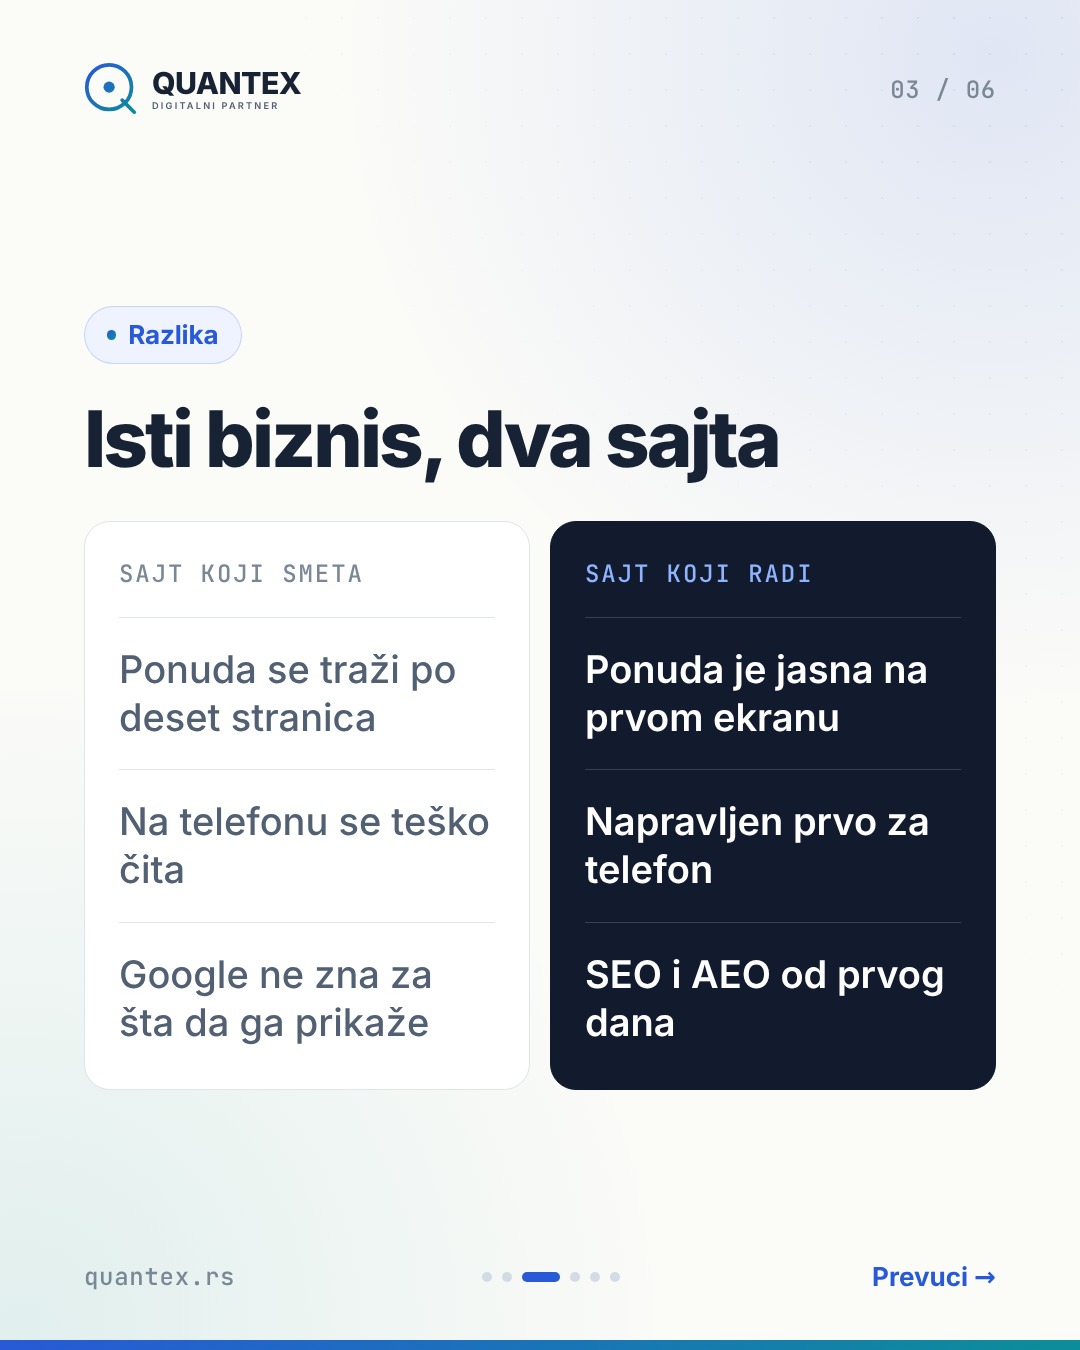 QUANTEX
DIGITALNI PARTNER
03 / 06
Razlika
Isti biznis, dva sajta
SAJT KOJI SMETA
Ponuda se traži po
deset stranica
Na telefonu se teško
čita
Google ne zna za
šta da ga prikaže
SAJT KOJI RADI
Ponuda je jasna na
prvom ekranu
Napravljen prvo za
telefon
SEO i AEO od prvog
dana
quantex.rs
Prevuci →